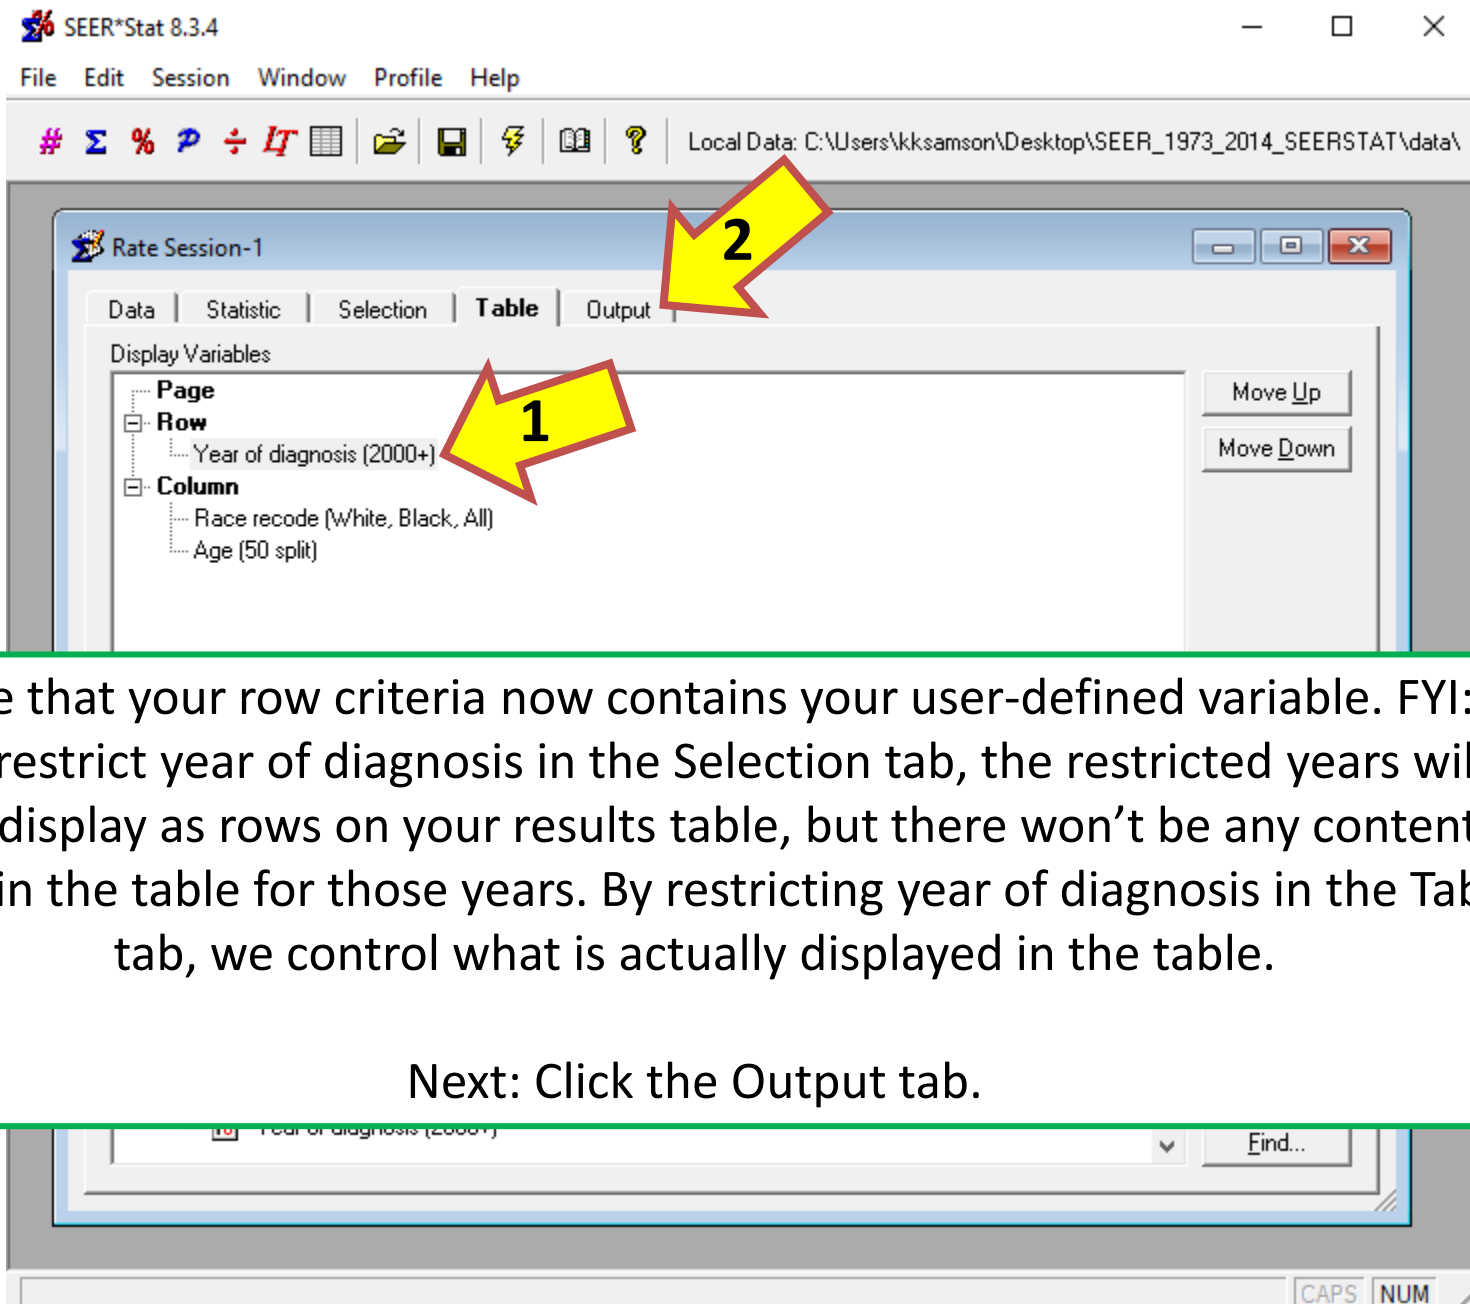 SEER*Stat 8.3.4
File Edit Session Window Profile Help
# Σ % P ÷ LT ? Local Data: C:\Users\kksamson\Desktop\SEER_1973_2014_SEERSTAT\data\
Rate Session-1
2
Data Statistic Selection Table Output
Display Variables
Page
Move Up
Row
1
Year of diagnosis (2000+)
Move Down
Column
Race recode (White, Black, All)
Age (50 split)
e that your row criteria now contains your user-defined variable. FYI:
restrict year of diagnosis in the Selection tab, the restricted years wil
display as rows on your results table, but there won't be any content
in the table for those years. By restricting year of diagnosis in the Tab
tab, we control what is actually displayed in the table.
Next: Click the Output tab.
Year of diagnosis (2000+)
Find...
CAPS NUM